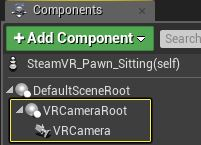 Components
+ Add Component
Search
SteamVR_Pawn_Sitting(self)
DefaultSceneRoot
VRCameraRoot
VRCamera